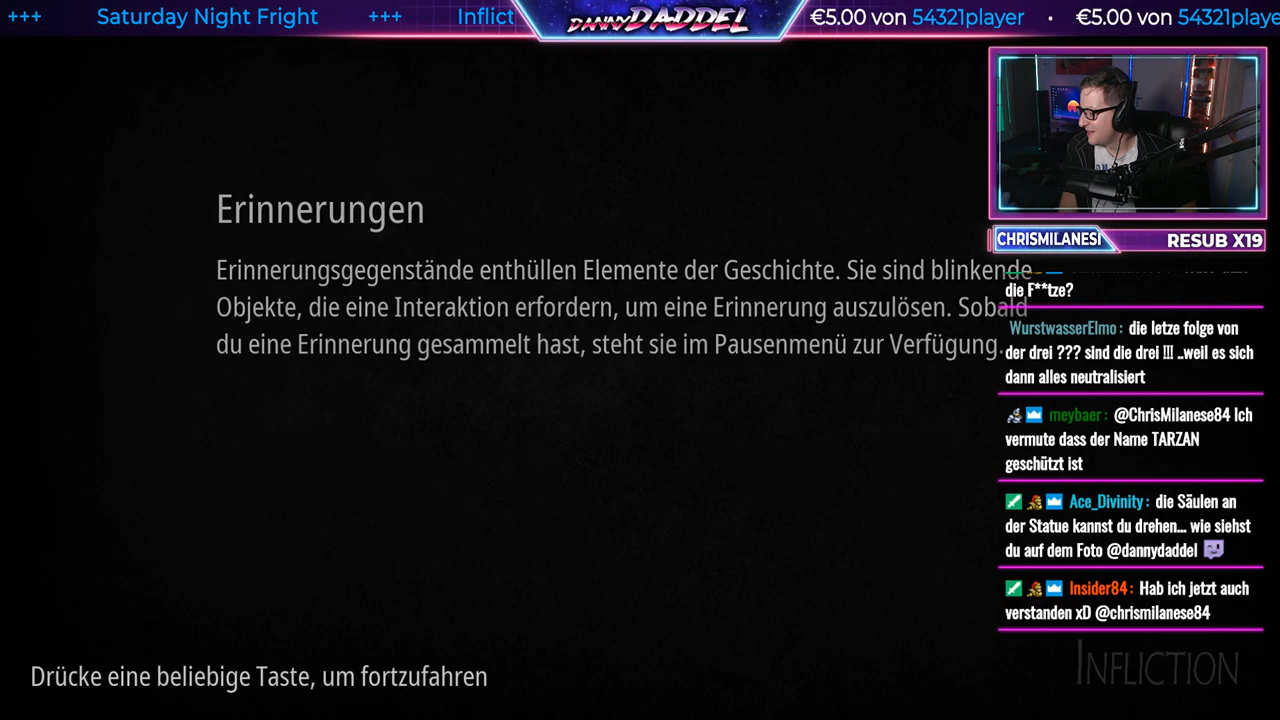 +++ Saturday Night Fright +++ Inflict DANNYDADDEL €5.00 von 54321player • €5.00 von 54321playe
Erinnerungen
Erinnerungsgegenstände enthüllen Elemente der Geschichte. Sie sind blinkende
Objekte, die eine Interaktion erfordern, um eine Erinnerung auszulösen. Sobald
du eine Erinnerung gesammelt hast, steht sie im Pausenmenü zur Verfügung.
Drücke eine beliebige Taste, um fortzufahren
CHRISMILANESI RESUB X19
die F**tze?
WurstwasserElmo: die letze folge von
der drei ??? sind die drei !!! ..weil es sich
dann alles neutralisiert
meybaer: @ChrisMilanese84 Ich
vermute dass der Name TARZAN
geschützt ist
Ace_Divinity: die Säulen an
der Statue kannst du drehen... wie siehst
du auf dem Foto @dannydaddel
Insider84: Hab ich jetzt auch
verstanden xD @chrismilanese84
INFLICTION